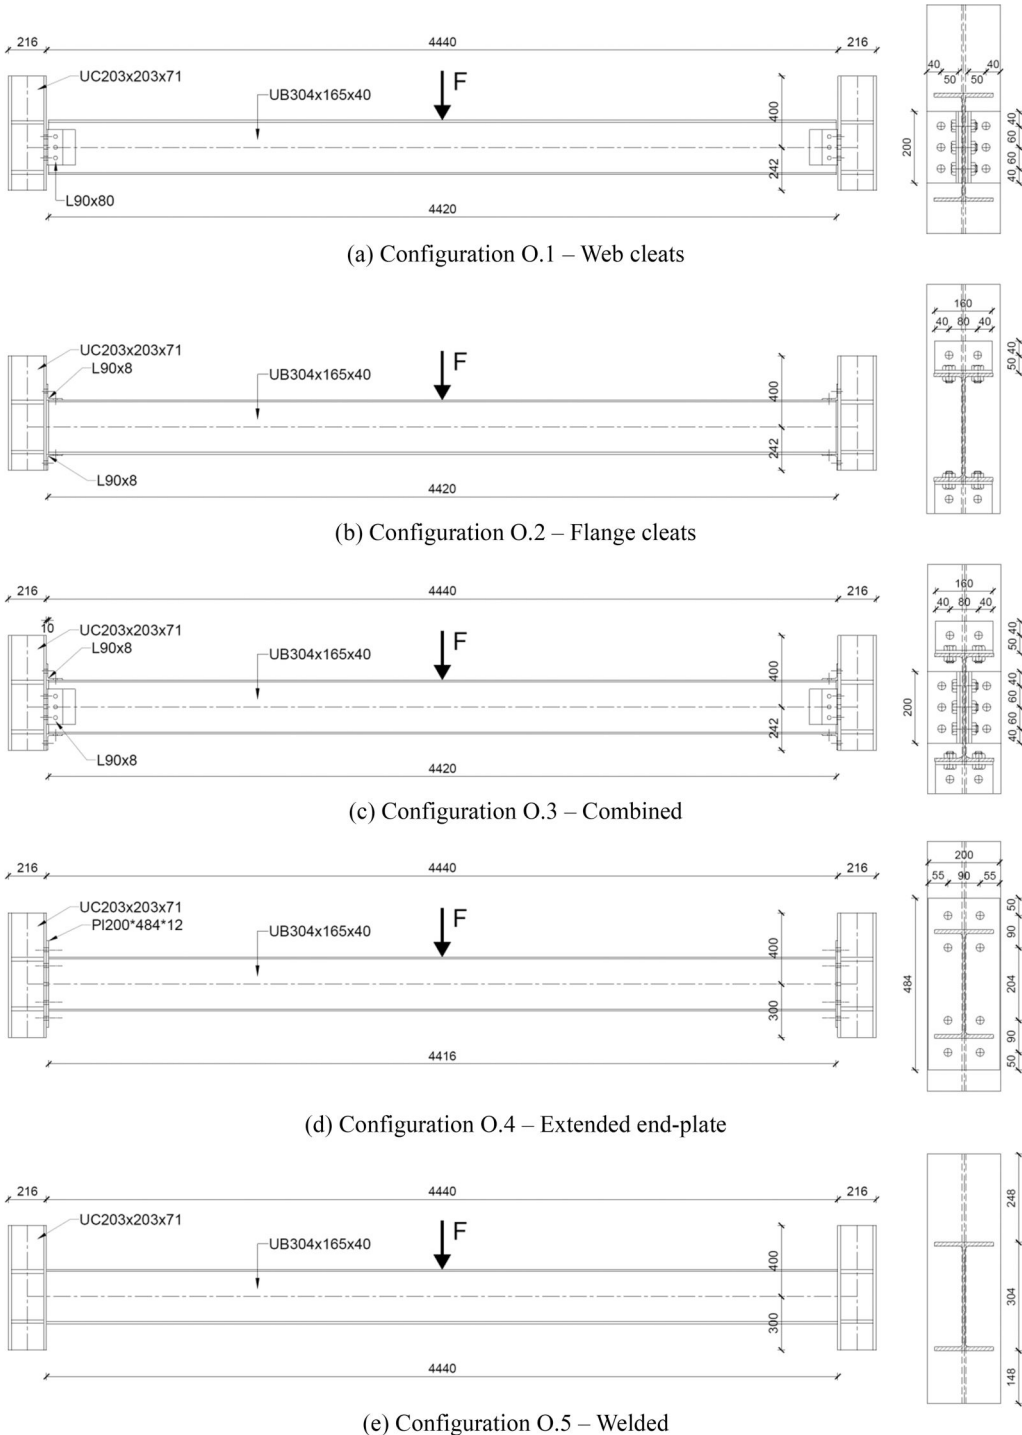 216 4440 216
UC203x203x71
UB304x165x40
F
400
242
L90x80
4420
40 40
50 50
200
40
60
60
40
(a) Configuration O.1 – Web cleats
UC203x203x71
L90x8
UB304x165x40
F
400
242
L90x8
4420
160
40 80 40
40
50
(b) Configuration O.2 – Flange cleats
216 4440 216
10
UC203x203x71
L90x8
UB304x165x40
F
400
242
L90x8
4420
160
40 80 40
40
50
200
40
60
60
40
(c) Configuration O.3 – Combined
216 4440 216
UC203x203x71
Pl200*484*12
UB304x165x40
F
400
300
4416
200
55 90 55
484
50
90
204
90
50
(d) Configuration O.4 – Extended end-plate
216 4440 216
UC203x203x71
UB304x165x40
F
400
300
4440
248
304
148
(e) Configuration O.5 – Welded